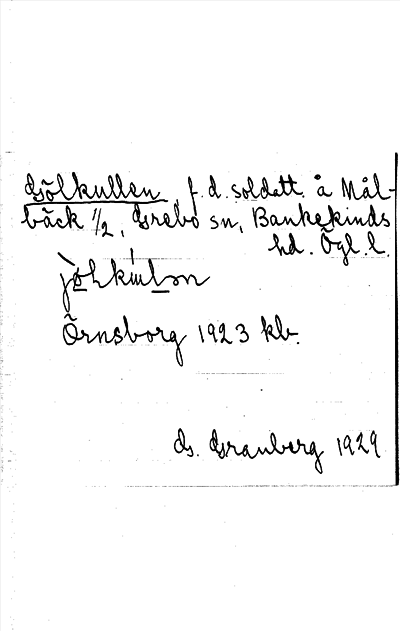 Gölkullen, f.d. soldatt. å Mål-
bäck 1/2, Grebo sn, Bankekinds
hd. Ögl. l.
Örnsborg 1923 kb.
G. Granberg 1929